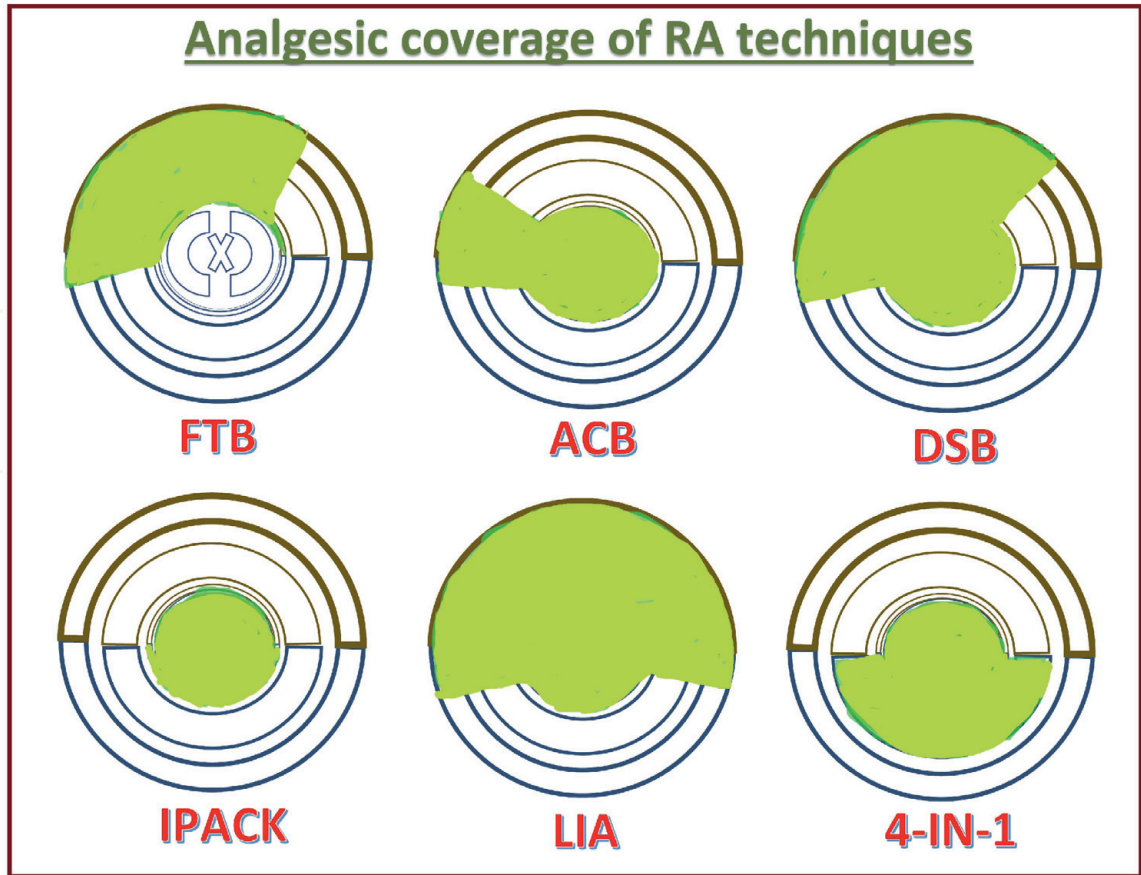 Analgesic coverage of RA techniques
FTB
ACB
DSB
IPACK
LIA
4-IN-1